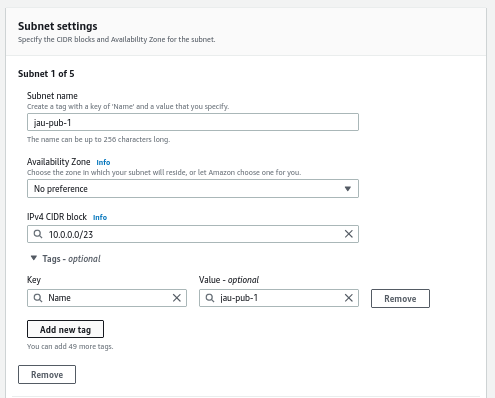 Subnet settings
Specify the CIDR blocks and Availability Zone for the subnet.
Subnet 1 of 5
Subnet name
Create a tag with a key of 'Name' and a value that you specify.
jau-pub-1
The name can be up to 256 characters long.
Availability Zone Info
Choose the zone in which your subnet will reside, or let Amazon choose one for you.
No preference
IPv4 CIDR block Info
10.0.0.0/23
Tags - optional
Key Value - optional
Name jau-pub-1 Remove
Add new tag
You can add 49 more tags.
Remove